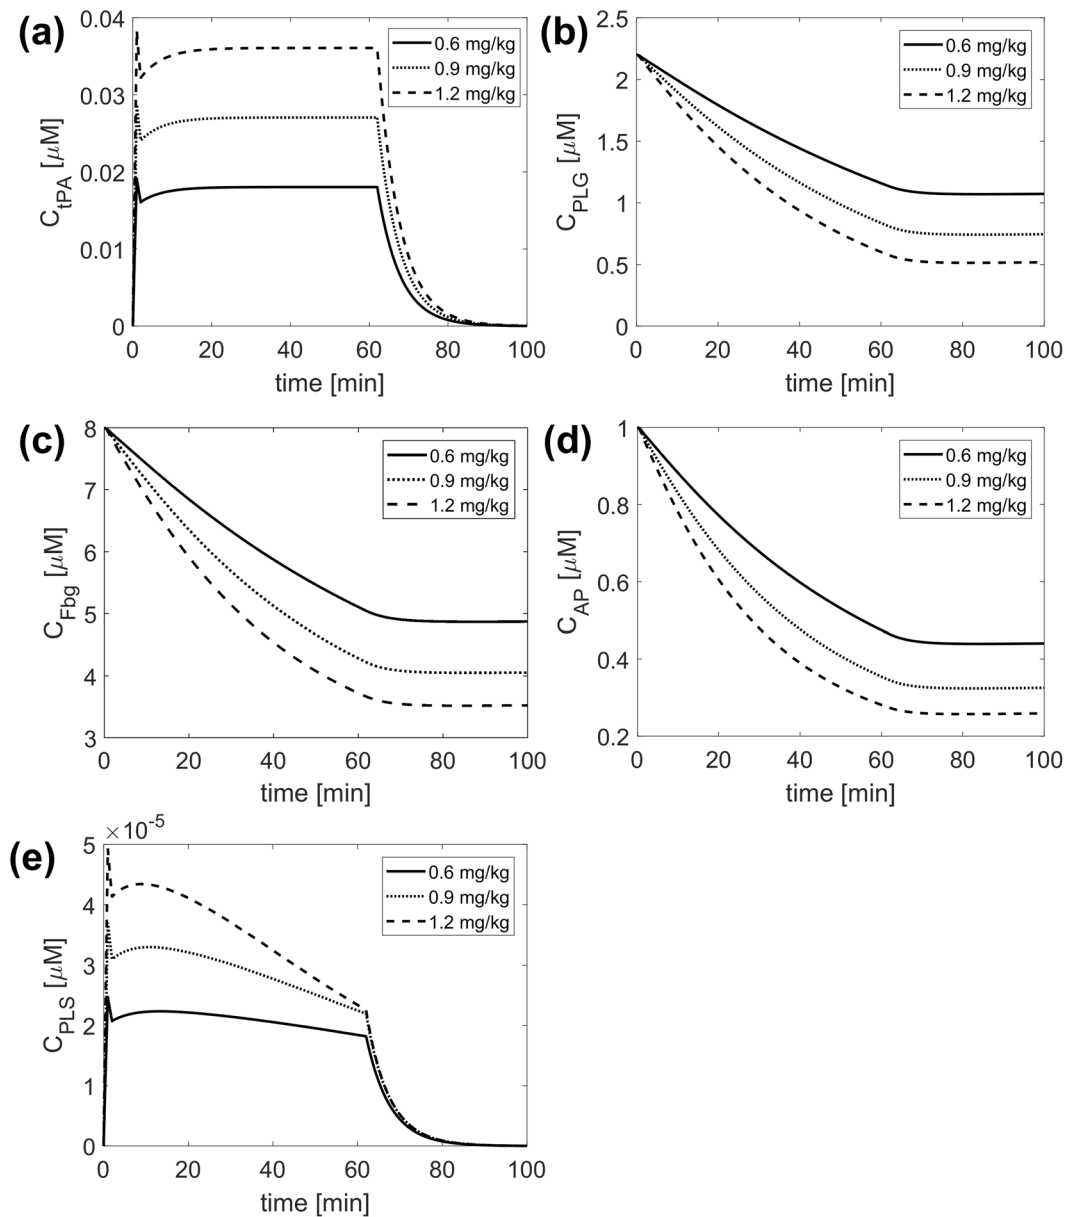 (a)
0.04
0.03
0.02
0.01
0
C_tPA [μM]
0.6 mg/kg
0.9 mg/kg
1.2 mg/kg
0 20 40 60 80 100
time [min]
(b)
2.5
2
1.5
1
0.5
0
C_PLG [μM]
0.6 mg/kg
0.9 mg/kg
1.2 mg/kg
0 20 40 60 80 100
time [min]
(c)
8
7
6
5
4
3
C_Fbg [μM]
0.6 mg/kg
0.9 mg/kg
1.2 mg/kg
0 20 40 60 80 100
time [min]
(d)
1
0.8
0.6
0.4
0.2
C_AP [μM]
0.6 mg/kg
0.9 mg/kg
1.2 mg/kg
0 20 40 60 80 100
time [min]
(e)
×10^-5
5
4
3
2
1
0
C_PLS [μM]
0.6 mg/kg
0.9 mg/kg
1.2 mg/kg
0 20 40 60 80 100
time [min]